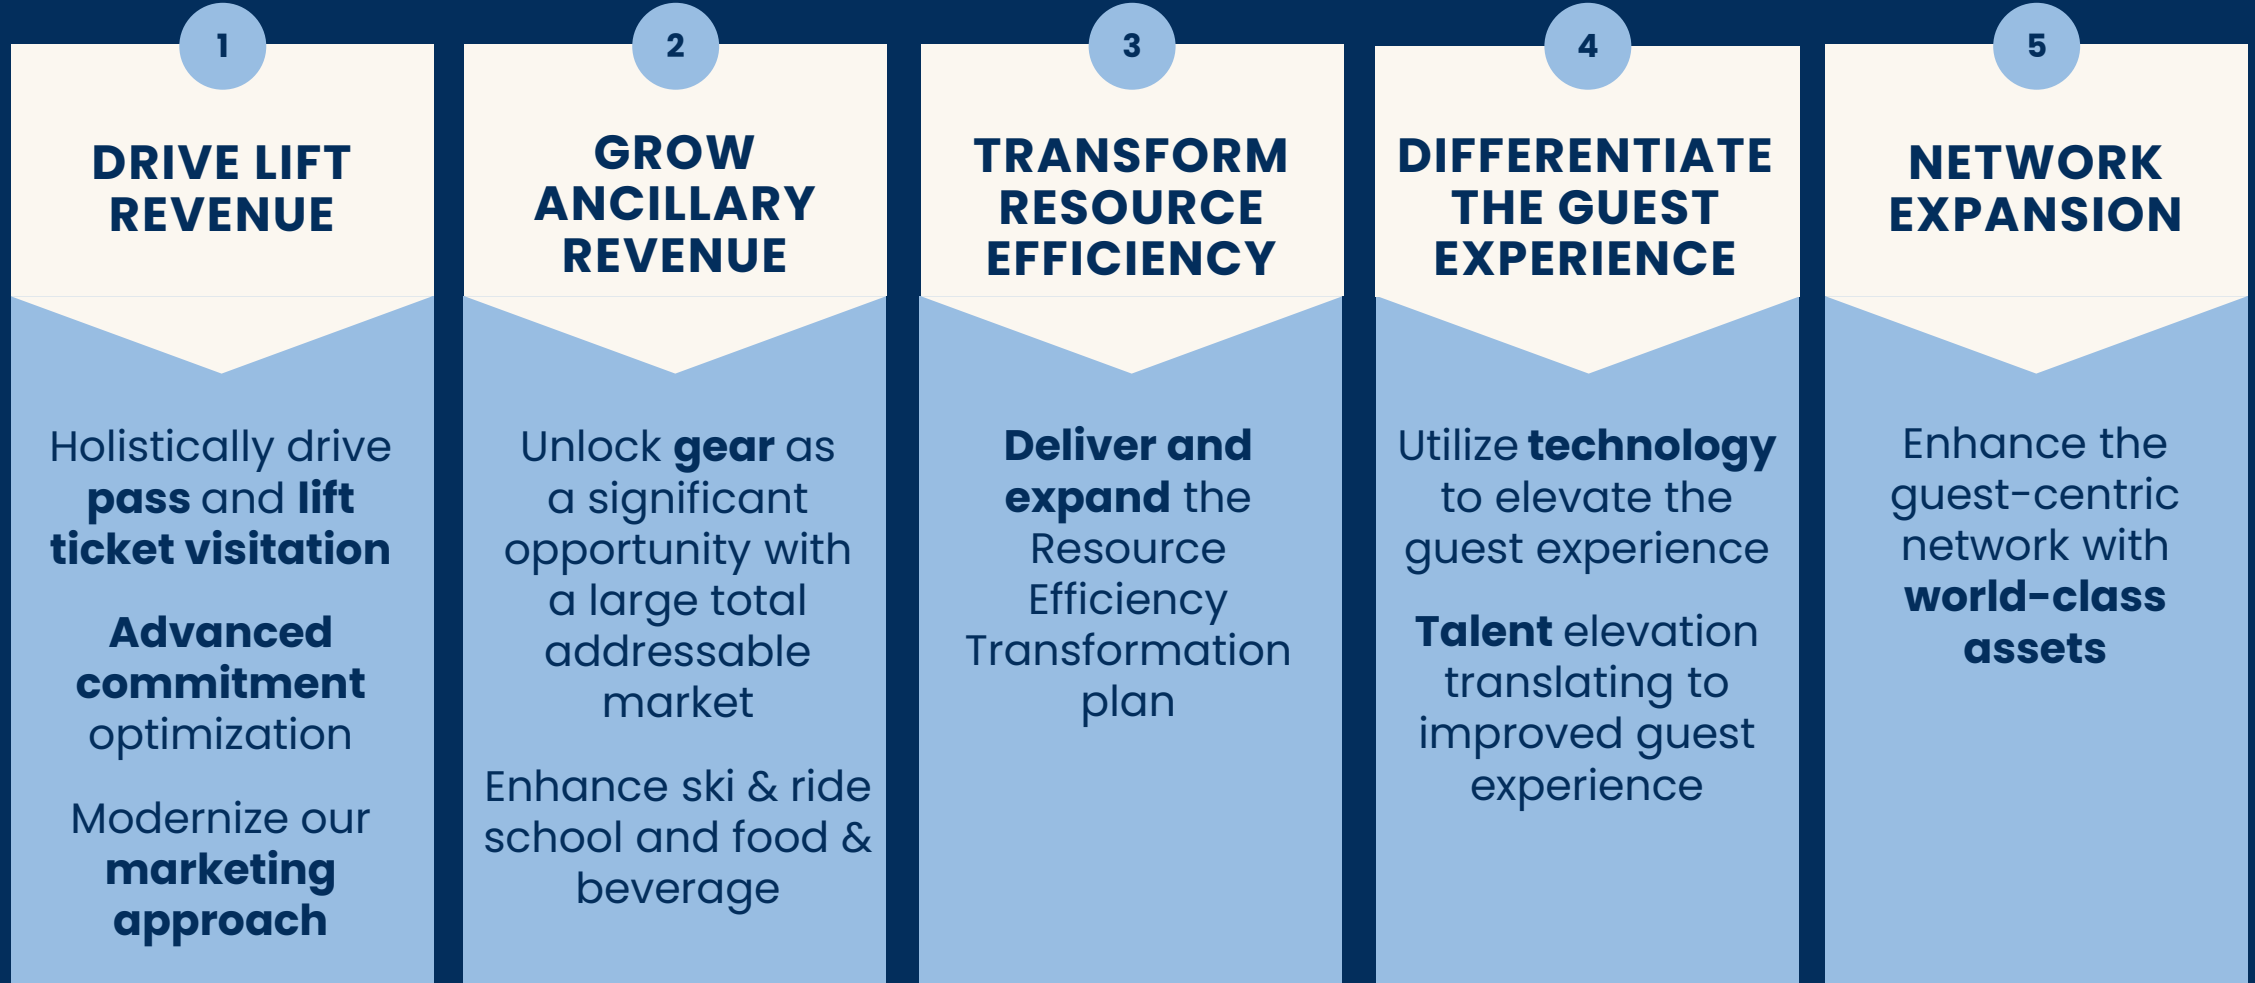 1
DRIVE LIFT
REVENUE
Holistically drive
pass and lift
ticket visitation
Advanced
commitment
optimization
Modernize our
marketing
approach
2
GROW
ANCILLARY
REVENUE
Unlock gear as
a significant
opportunity with
a large total
addressable
market
Enhance ski & ride
school and food &
beverage
3
TRANSFORM
RESOURCE
EFFICIENCY
Deliver and
expand the
Resource
Efficiency
Transformation
plan
4
DIFFERENTIATE
THE GUEST
EXPERIENCE
Utilize technology
to elevate the
guest experience
Talent elevation
translating to
improved guest
experience
5
NETWORK
EXPANSION
Enhance the
guest-centric
network with
world-class
assets